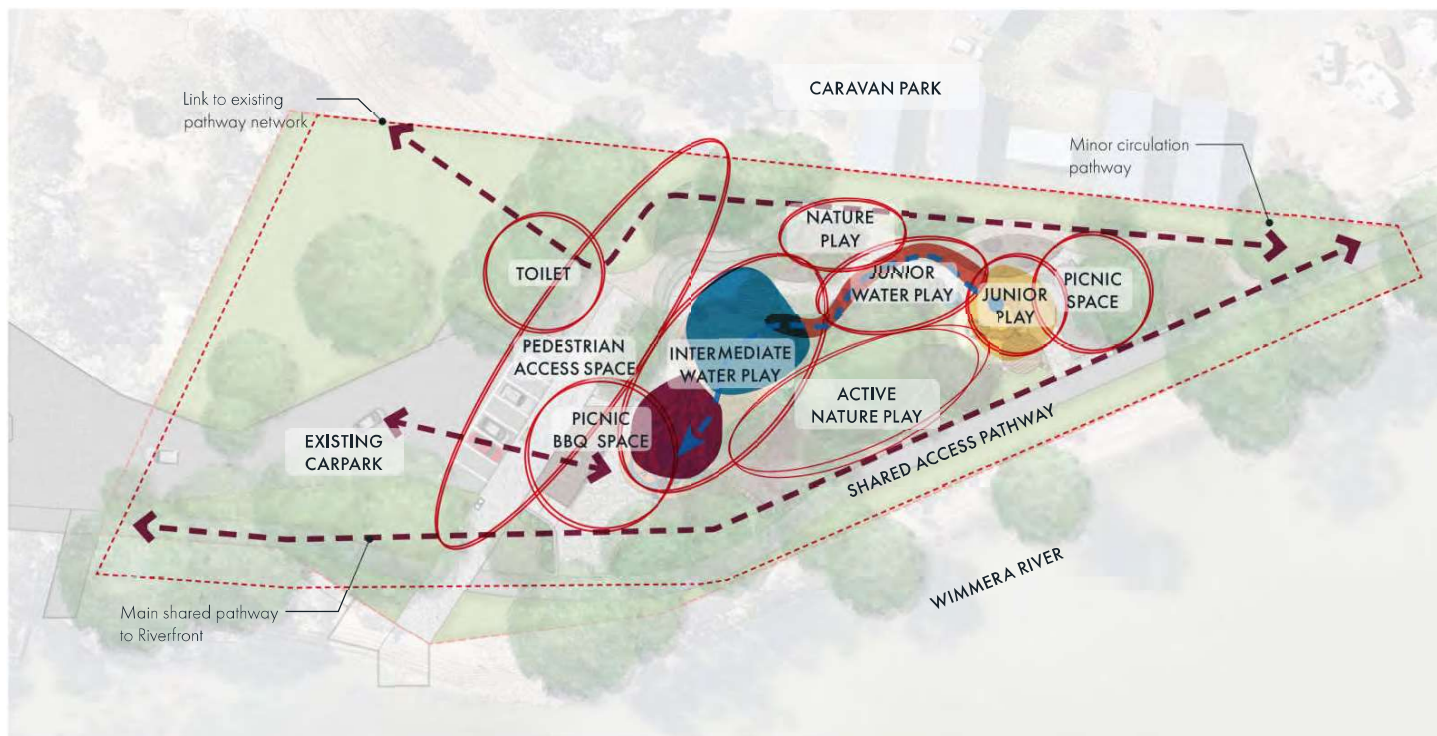 CARAVAN PARK
Link to existing
pathway network
Minor circulation
pathway
NATURE
PLAY
TOILET
JUNIOR
WATER PLAY
PICNIC
SPACE
JUNIOR
PLAY
PEDESTRIAN
ACCESS SPACE
INTERMEDIATE
WATER PLAY
ACTIVE
NATURE PLAY
PICNIC
BBQ SPACE
EXISTING
CARPARK
SHARED ACCESS PATHWAY
WIMMERA RIVER
Main shared pathway
to Riverfront